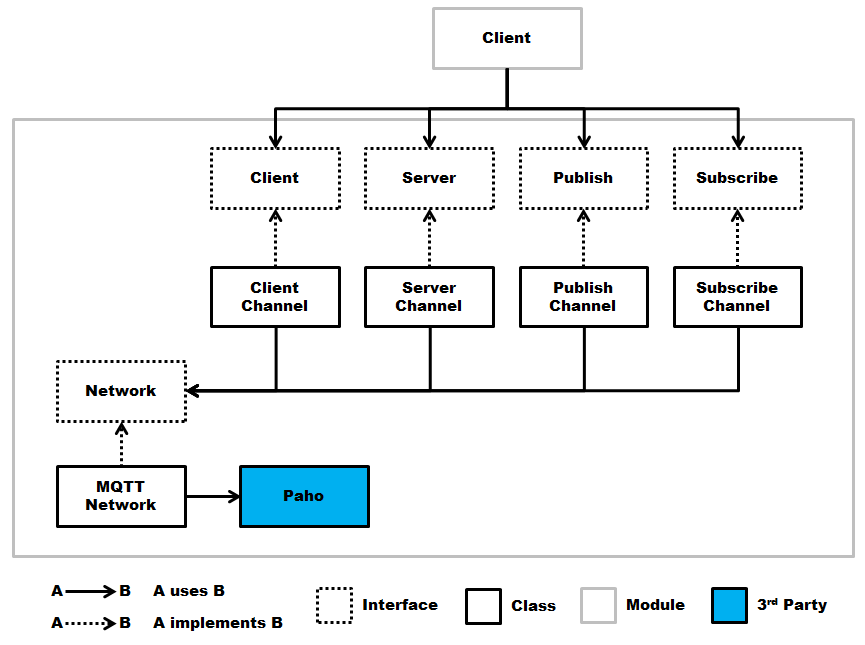 Client
Client
Server
Publish
Subscribe
Client
Channel
Server
Channel
Publish
Channel
Subscribe
Channel
Network
MQTT
Network
Paho
A B A uses B
A B A implements B
Interface
Class
Module
3rd Party